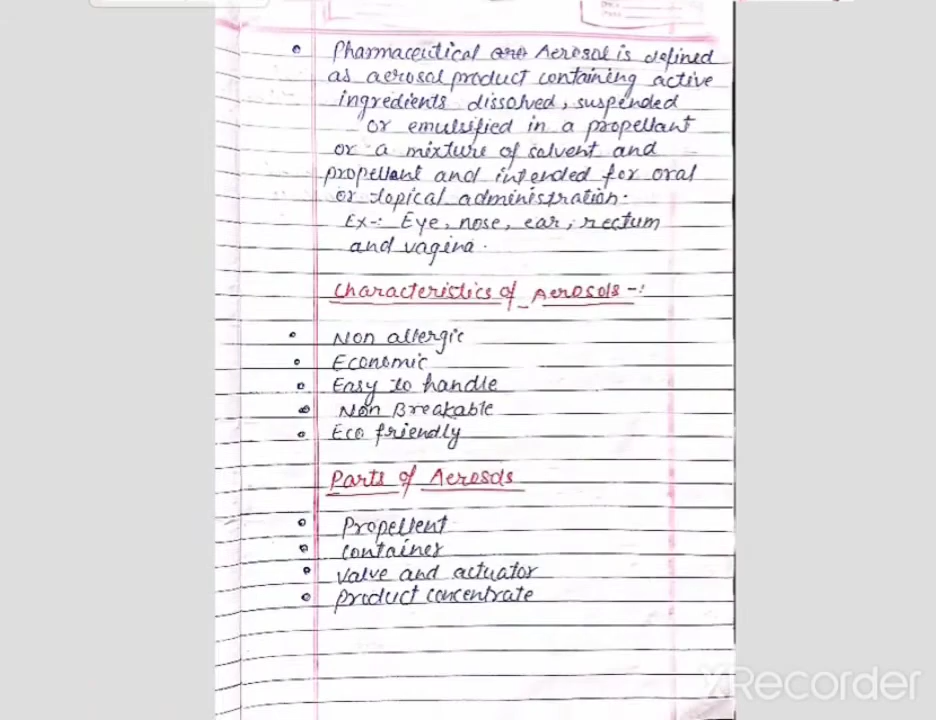 Pharmaceutical are Aerosol is defined
as aerosol product containing active
ingredients dissolved, suspended
or emulsified in a propellant
or a mixture of solvent and
propellent and intended for oral
or topical administration.
Ex-: Eye, nose, ear, rectum
and vagina.
Characteristics of Aerosols -:
Non allergic
Economic
Easy to handle
Non Breakable
Eco friendly
Parts of Aerosols
Propellent
Container
Valve and actuator
Product concentrate
XRecorder